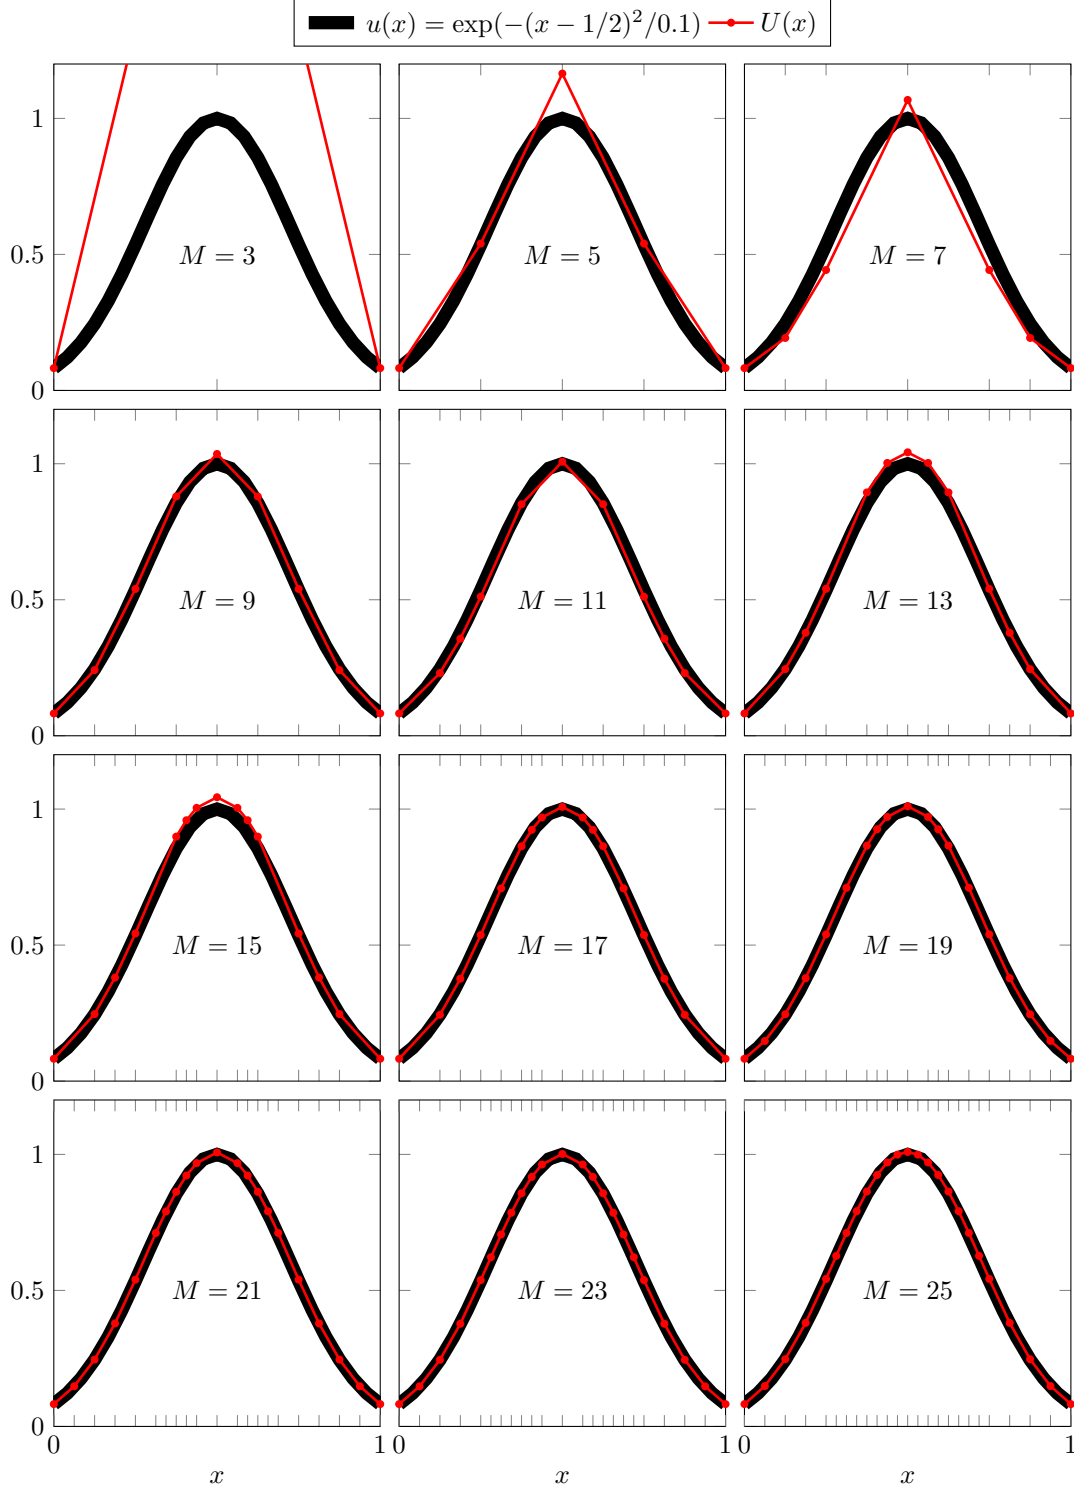 u(x) = exp(−(x − 1/2)²/0.1) U(x)
1
0.5
0
M = 3
M = 5
M = 7
1
0.5
0
M = 9
M = 11
M = 13
1
0.5
0
M = 15
M = 17
M = 19
1
0.5
0
M = 21
M = 23
M = 25
0 1 0 1 0 1
x x x